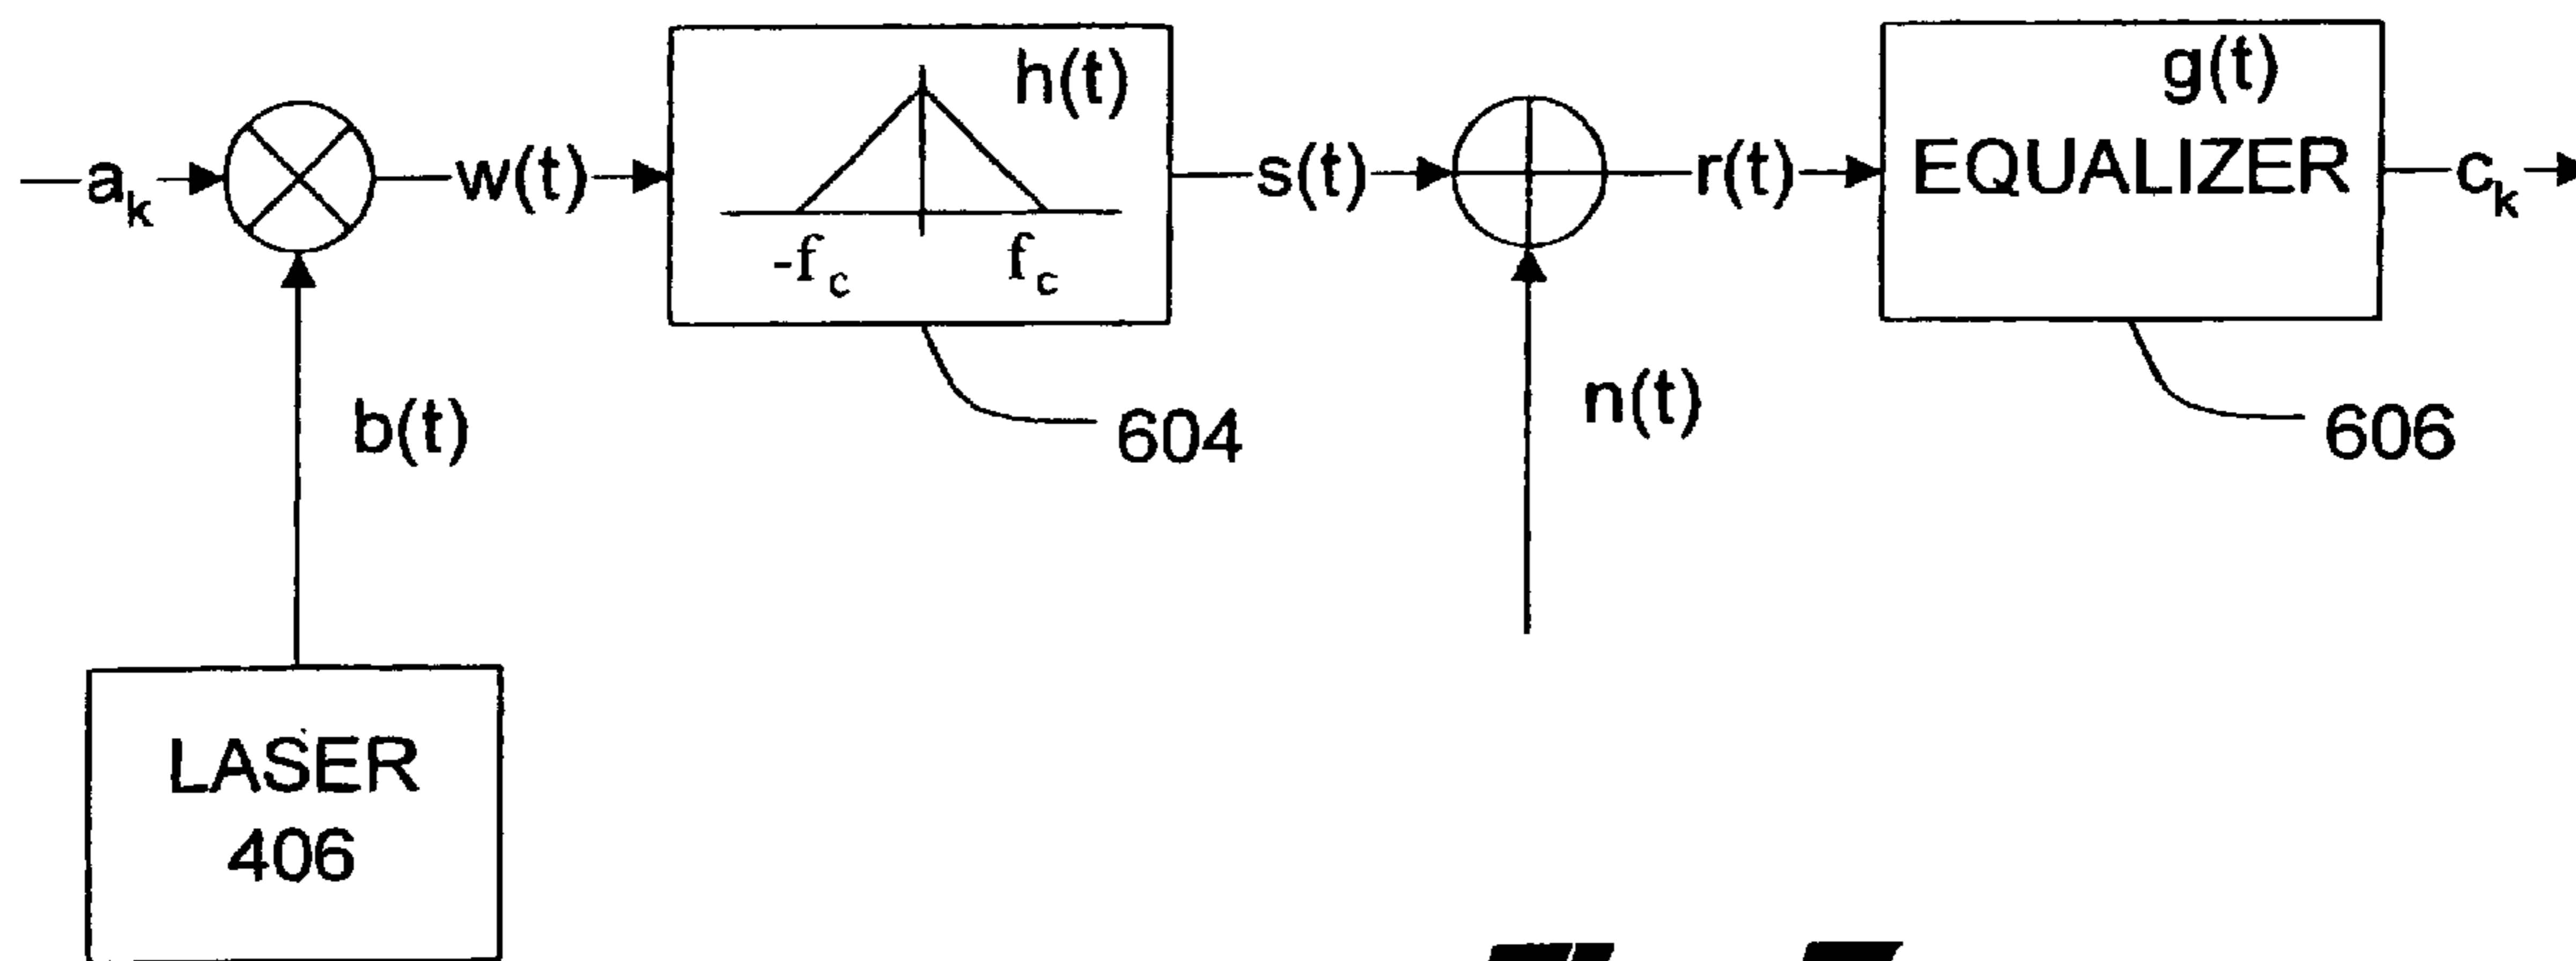 h(t)
g(t)
a_k
w(t)
s(t)
r(t)
EQUALIZER
c_k
-f_c
f_c
b(t)
n(t)
604
606
LASER
406